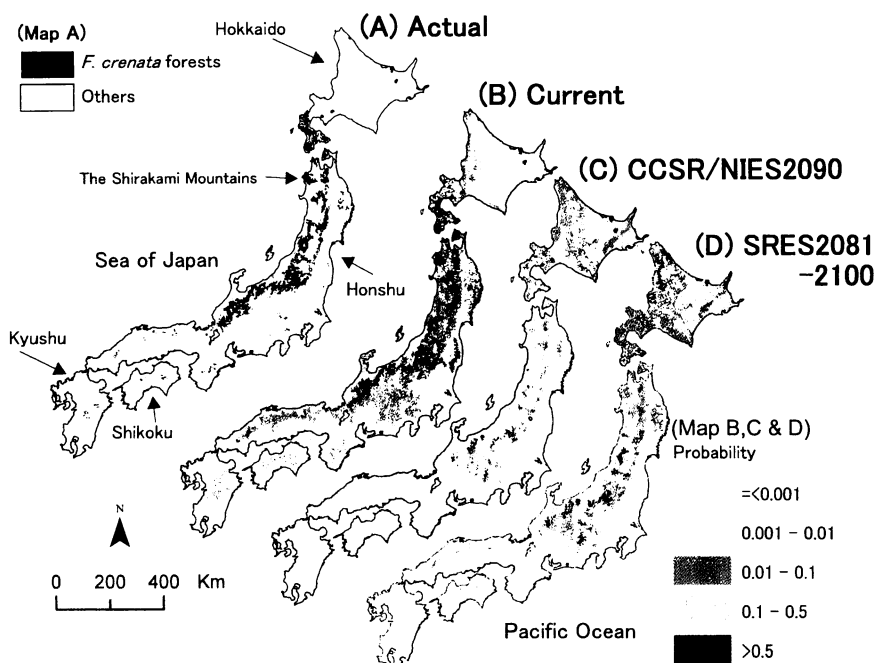 (Map A)
F. crenata forests
Others
Hokkaido
(A) Actual
(B) Current
(C) CCSR/NIES2090
(D) SRES2081
-2100
The Shirakami Mountains
Sea of Japan
Honshu
Kyushu
Shikoku
N
0 200 400 Km
Pacific Ocean
(Map B,C & D)
Probability
=<0.001
0.001 - 0.01
0.01 - 0.1
0.1 - 0.5
>0.5